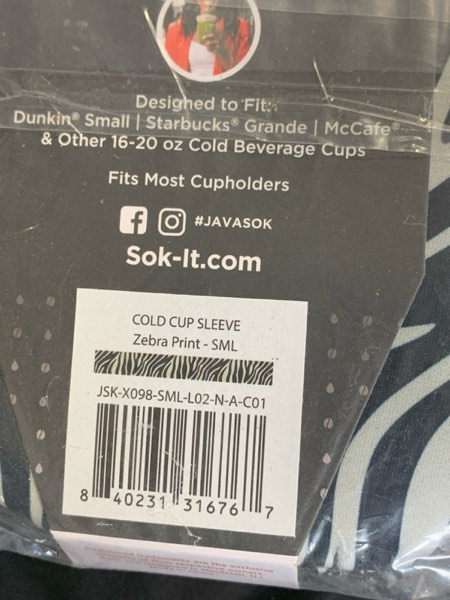 Designed to Fit:
Dunkin® Small | Starbucks® Grande | McCafe®
& Other 16-20 oz Cold Beverage Cups
Fits Most Cupholders
#JAVASOK
Sok-It.com
COLD CUP SLEEVE
Zebra Print - SML
JSK-X098-SML-L02-N-A-C01
8 40231 31676 7